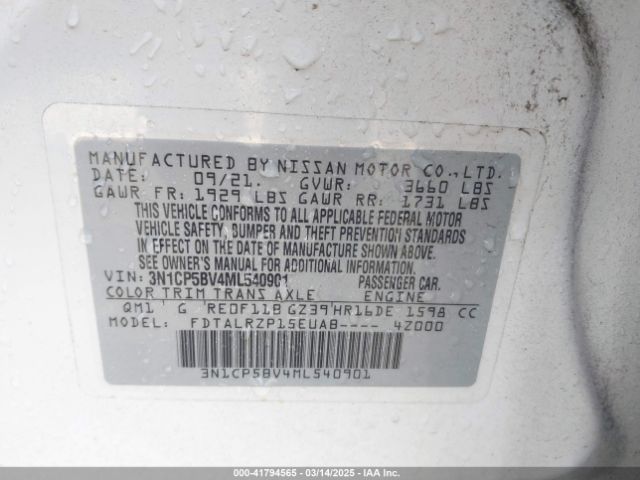 MANUFACTURED BY NISSAN MOTOR CO.,LTD.
DATE: 09/21. GVWR: 3660 LBS
GAWR FR: 1929 LBS GAWR RR: 1731 LBS
THIS VEHICLE CONFORMS TO ALL APPLICABLE FEDERAL MOTOR
VEHICLE SAFETY, BUMPER AND THEFT PREVENTION STANDARDS
IN EFFECT ON THE DATE OF MANUFACTURE SHOWN ABOVE.
SEE OWNER'S MANUAL FOR ADDITIONAL INFORMATION.
VIN: 3N1CP5BV4ML540901 PASSENGER CAR.
COLOR TRIM TRANS AXLE ENGINE
QM1 G RE0F11B GZ39 HR16DE 1598 CC
MODEL: FDTALRZP15EUA8---- 42000
3N1CP5BV4ML540901
000-41794565 | 03/14/2025 | IAA Inc.